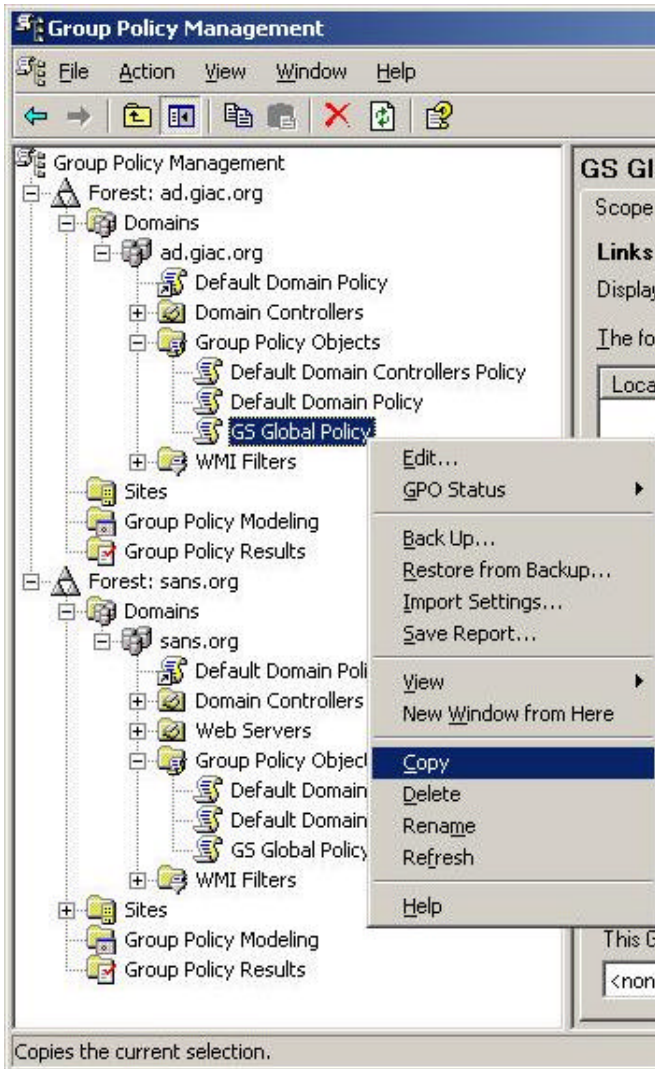 Group Policy Management
File Action View Window Help
Group Policy Management
Forest: ad.giac.org
Domains
ad.giac.org
Default Domain Policy
Domain Controllers
Group Policy Objects
Default Domain Controllers Policy
Default Domain Policy
GS Global Policy
WMI Filters
Sites
Group Policy Modeling
Group Policy Results
Forest: sans.org
Domains
sans.org
Default Domain Poli
Domain Controllers
Web Servers
Group Policy Object
Default Domain
Default Domain
GS Global Policy
WMI Filters
Sites
Group Policy Modeling
Group Policy Results
Edit...
GPO Status
Back Up...
Restore from Backup...
Import Settings...
Save Report...
View
New Window from Here
Copy
Delete
Rename
Refresh
Help
GS Gl
Scope
Links
Display
The fo
Loca
This G
<non
Copies the current selection.